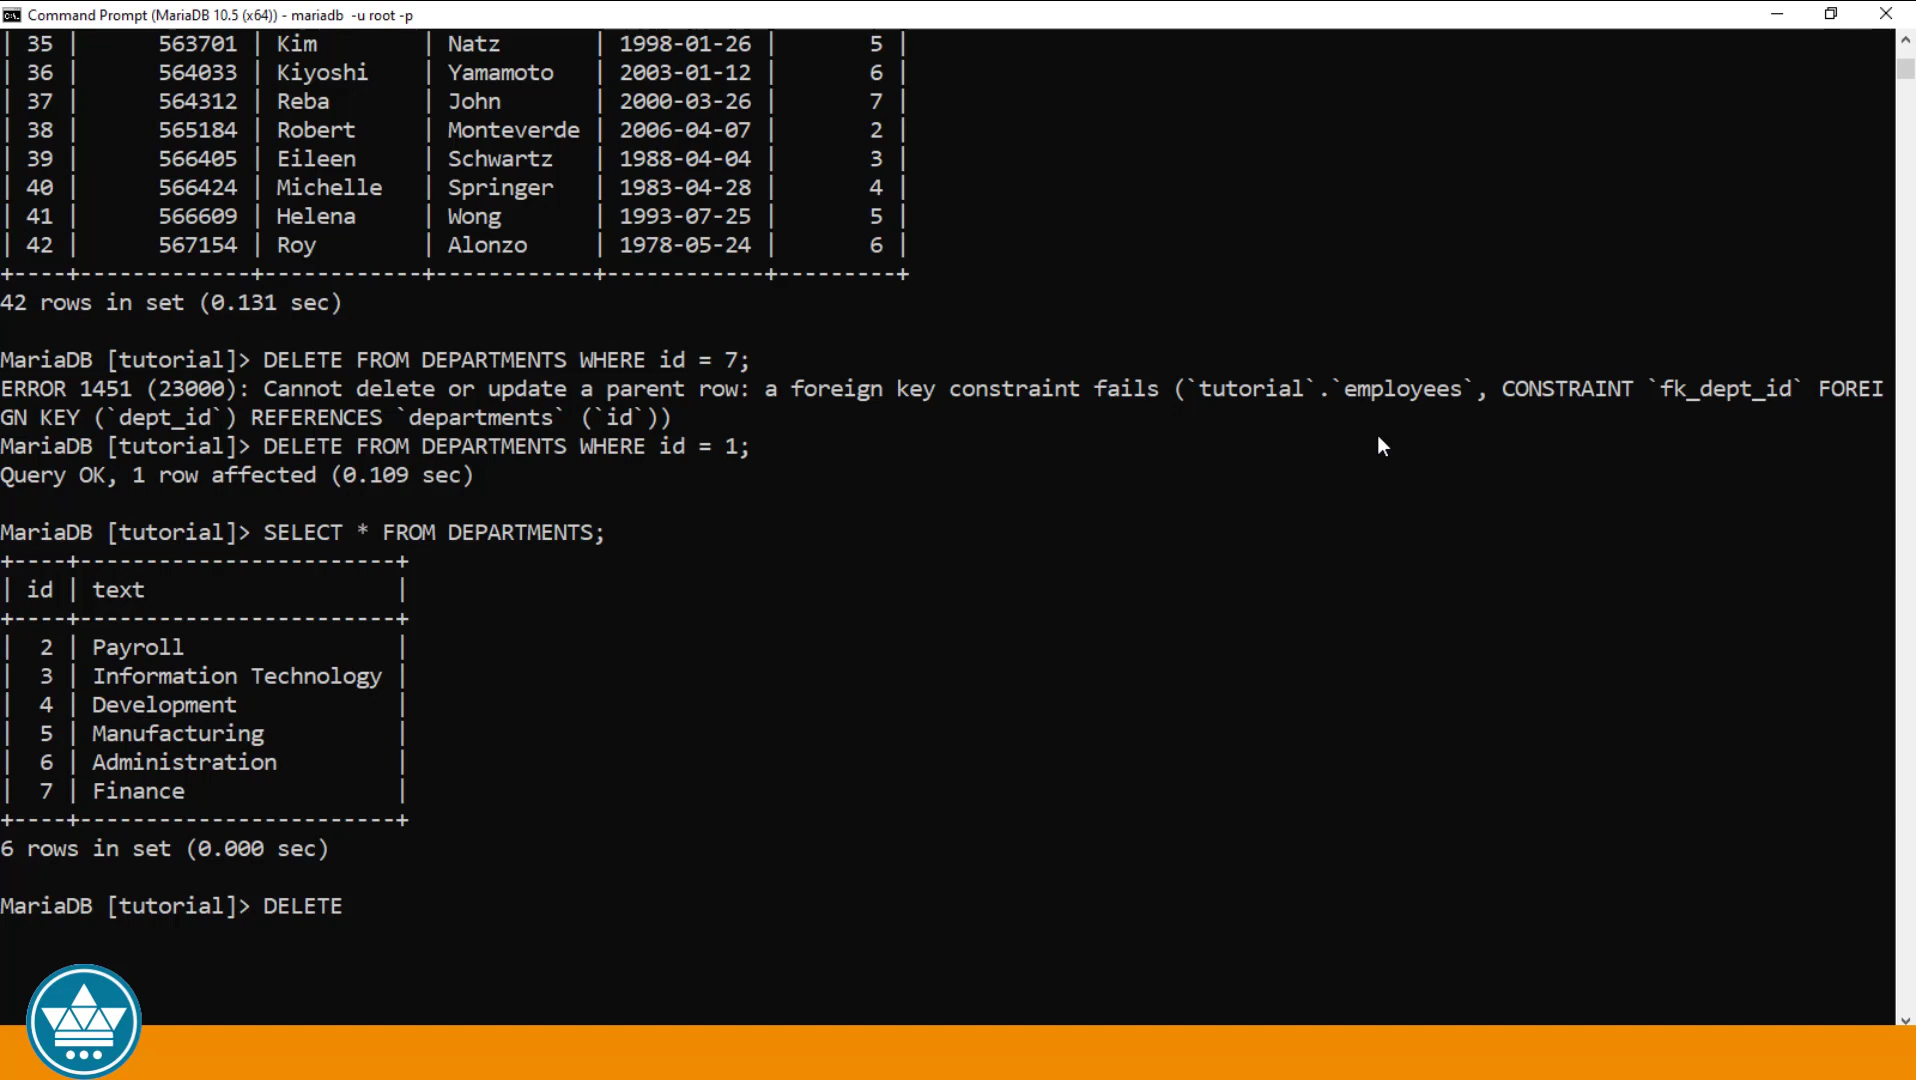 Command Prompt (MariaDB 10.5 (x64)) - mariadb  -u root -p
| 35 |      563701 | Kim        | Natz       | 1998-01-26 |       5 |
| 36 |      564033 | Kiyoshi    | Yamamoto   | 2003-01-12 |       6 |
| 37 |      564312 | Reba       | John       | 2000-03-26 |       7 |
| 38 |      565184 | Robert     | Monteverde | 2006-04-07 |       2 |
| 39 |      566405 | Eileen     | Schwartz   | 1988-04-04 |       3 |
| 40 |      566424 | Michelle   | Springer   | 1983-04-28 |       4 |
| 41 |      566609 | Helena     | Wong       | 1993-07-25 |       5 |
| 42 |      567154 | Roy        | Alonzo     | 1978-05-24 |       6 |
+----+-------------+------------+------------+------------+---------+
42 rows in set (0.131 sec)
MariaDB [tutorial]> DELETE FROM DEPARTMENTS WHERE id = 7;
ERROR 1451 (23000): Cannot delete or update a parent row: a foreign key constraint fails (`tutorial`.`employees`, CONSTRAINT `fk_dept_id` FOREI
GN KEY (`dept_id`) REFERENCES `departments` (`id`))
MariaDB [tutorial]> DELETE FROM DEPARTMENTS WHERE id = 1;
Query OK, 1 row affected (0.109 sec)
MariaDB [tutorial]> SELECT * FROM DEPARTMENTS;
+----+------------------------+
| id | text                   |
+----+------------------------+
|  2 | Payroll                |
|  3 | Information Technology |
|  4 | Development            |
|  5 | Manufacturing          |
|  6 | Administration         |
|  7 | Finance                |
+----+------------------------+
6 rows in set (0.000 sec)
MariaDB [tutorial]> DELETE